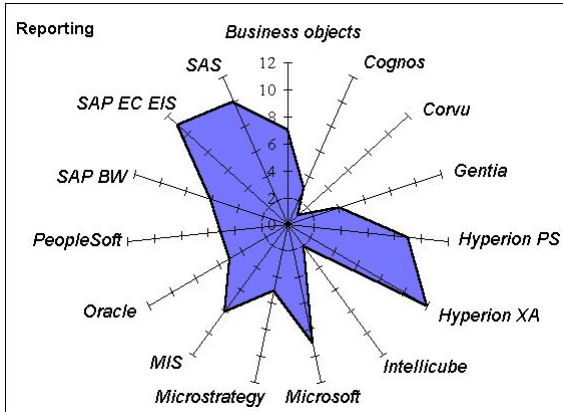 Reporting
Business objects
SAS
12
Cognos
10
SAP EC EIS
8
Corvu
6
SAP BW
4
Gentia
2
PeopleSoft
0
Hyperion PS
Oracle
Hyperion XA
MIS
Intellicube
Microstrategy
Microsoft